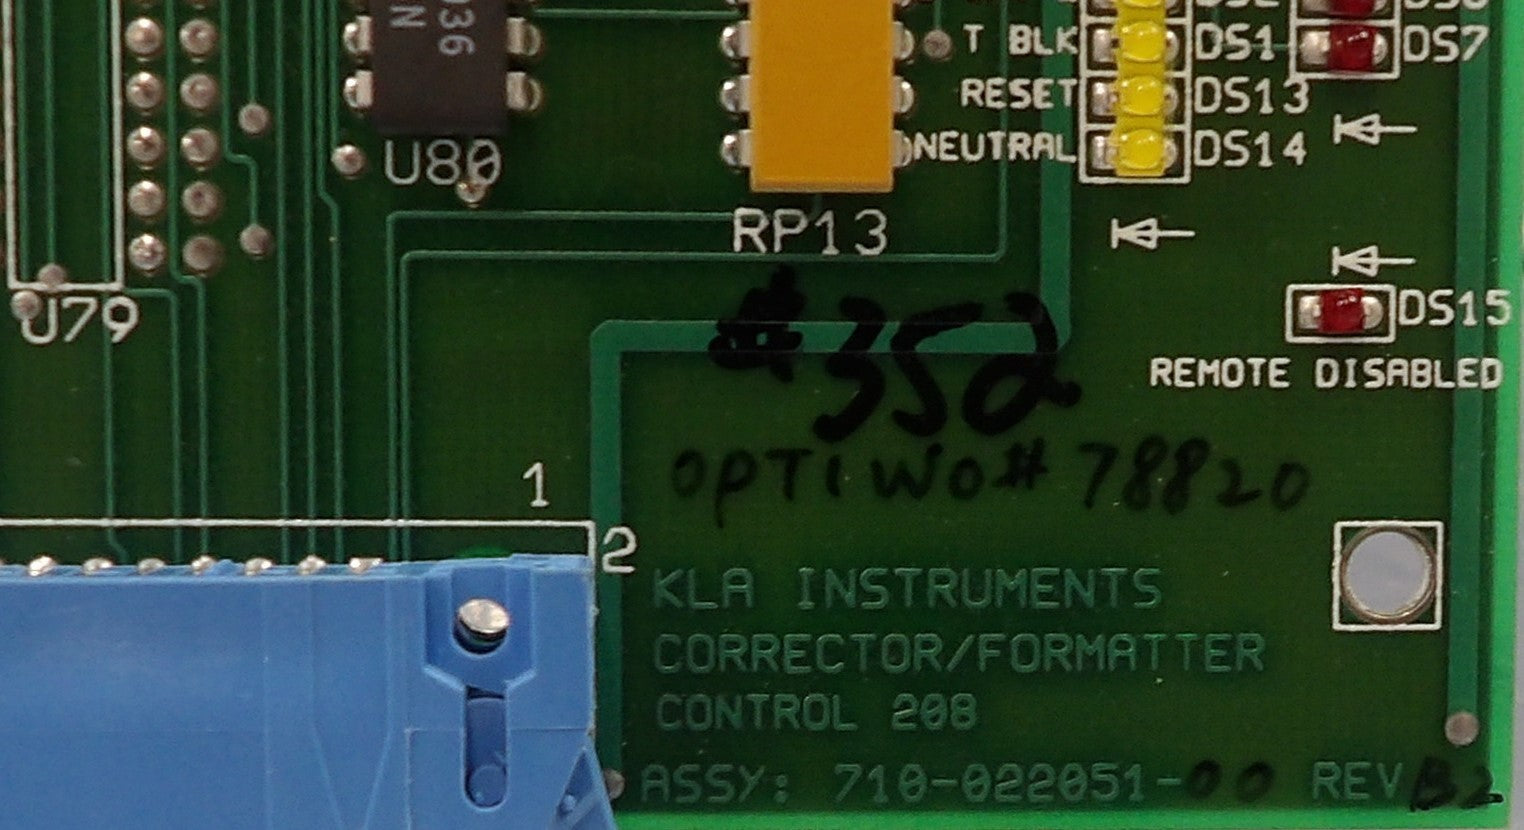 036
N
T BLK
DS1
DS7
RESET
DS13
NEUTRAL
DS14
U80
RP13
U79
DS15
REMOTE DISABLED
#352
OPTI WO# 78820
1
2
KLA INSTRUMENTS
CORRECTOR/FORMATTER
CONTROL 208
ASSY: 710-022051-00 REV B2